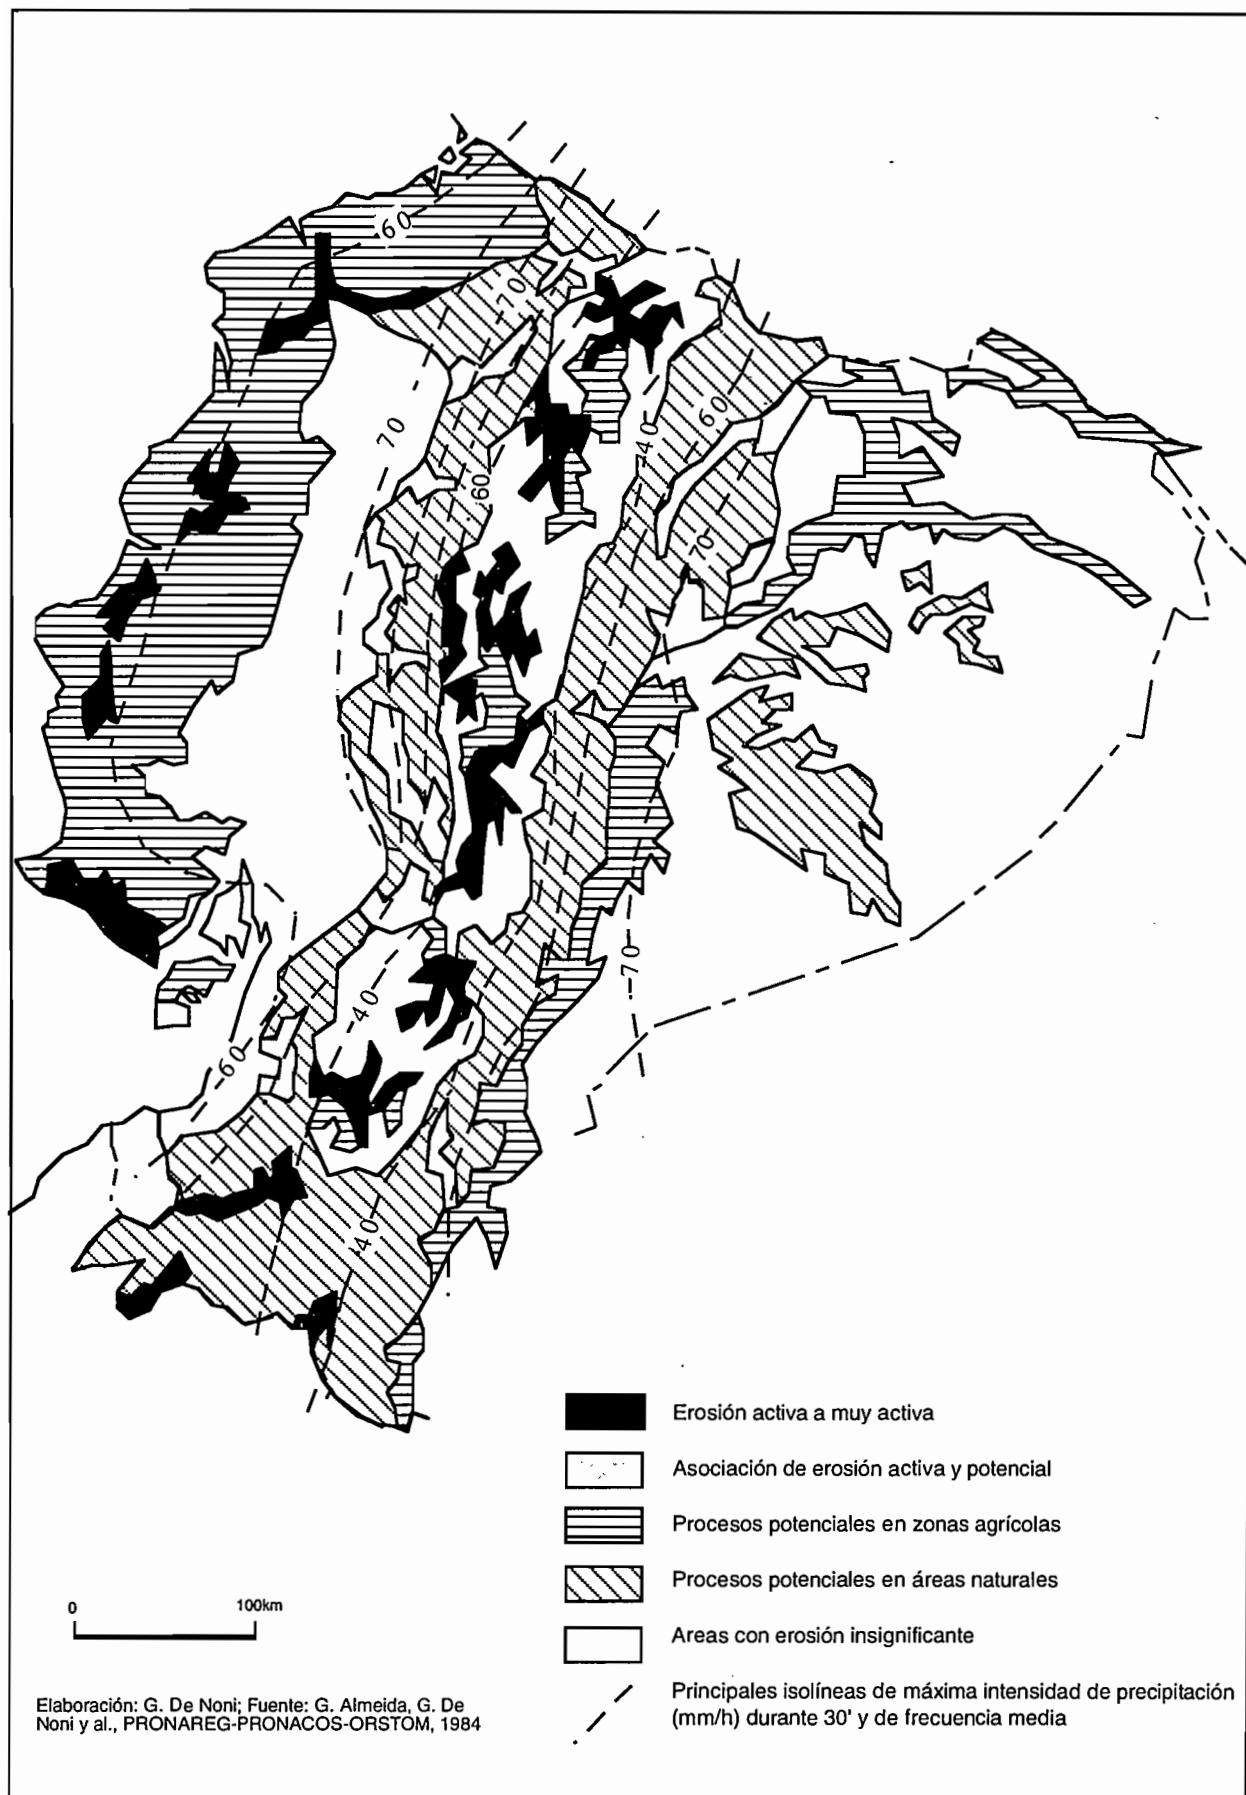 60
70
70
60
40
60
70
70
40
60
40
Erosión activa a muy activa
Asociación de erosión activa y potencial
Procesos potenciales en zonas agrícolas
Procesos potenciales en áreas naturales
Areas con erosión insignificante
Principales isolíneas de máxima intensidad de precipitación
(mm/h) durante 30' y de frecuencia media
0 100km
Elaboración: G. De Noni; Fuente: G. Almeida, G. De
Noni y al., PRONAREG-PRONACOS-ORSTOM, 1984